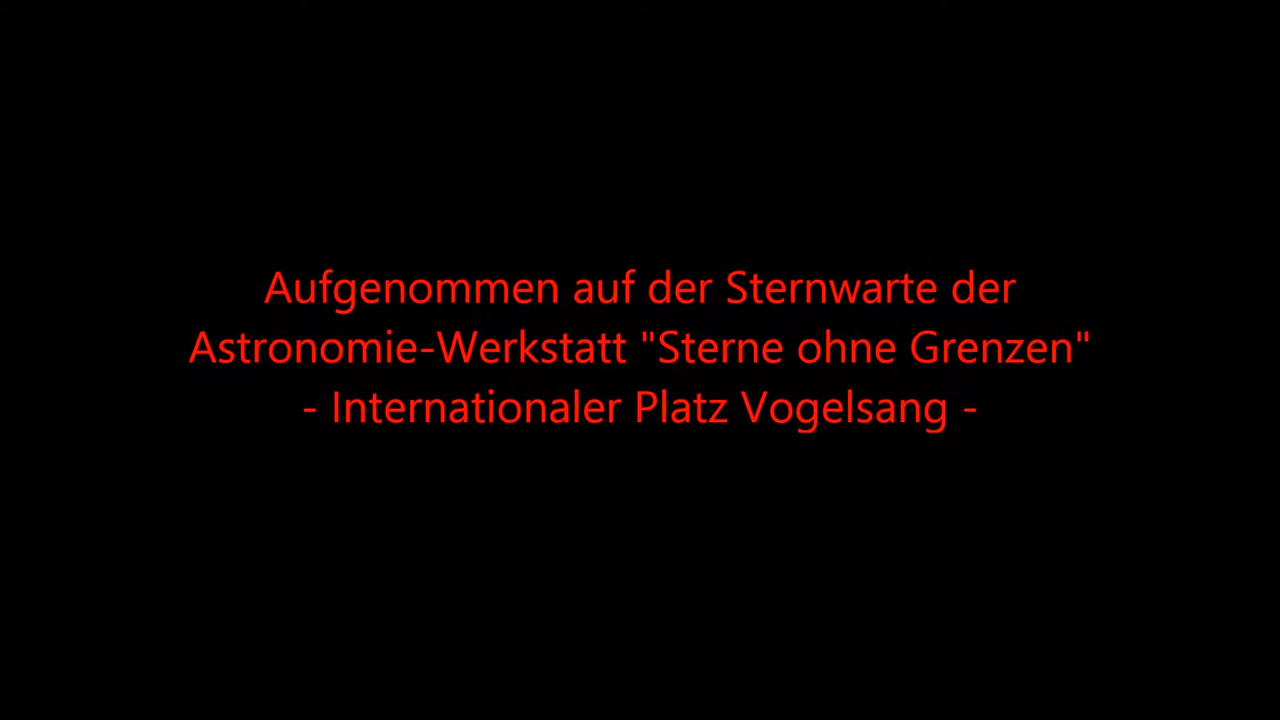 Aufgenommen auf der Sternwarte der
Astronomie-Werkstatt "Sterne ohne Grenzen"
- Internationaler Platz Vogelsang -